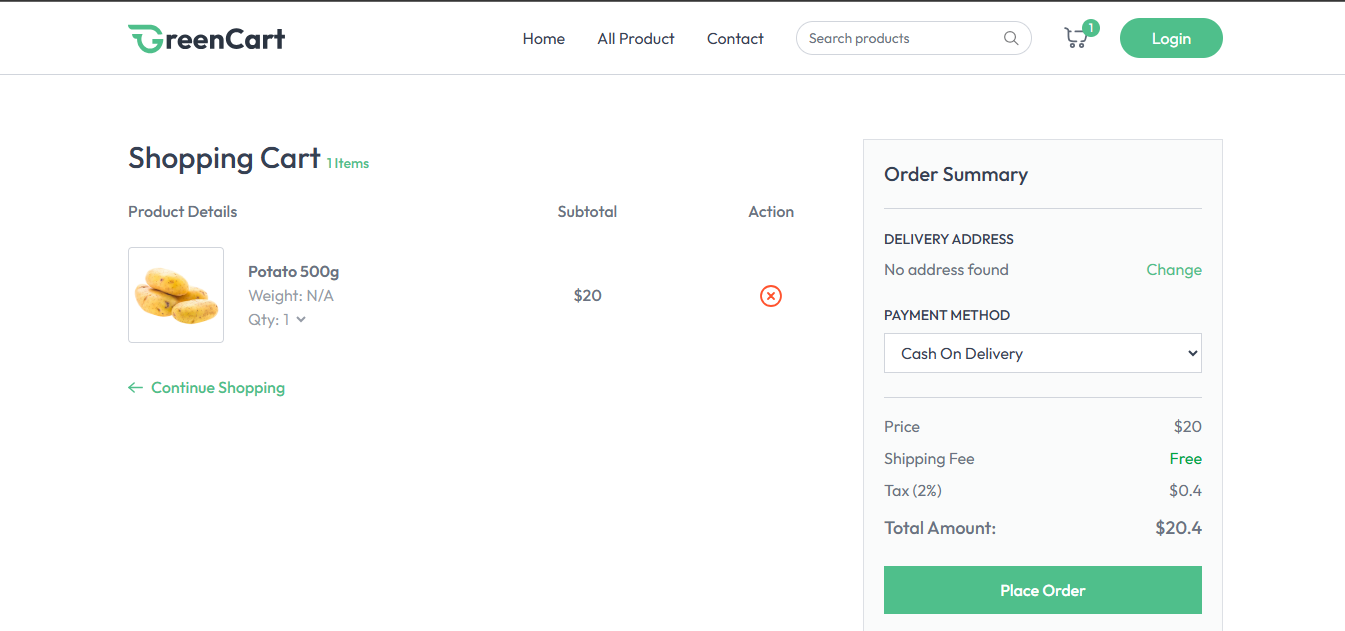 GreenCart
Home
All Product
Contact
Search products
1
Login
Shopping Cart 1 Items
Product Details
Subtotal
Action
Potato 500g
Weight: N/A
Qty: 1
$20
Continue Shopping
Order Summary
DELIVERY ADDRESS
No address found
Change
PAYMENT METHOD
Cash On Delivery
Price $20
Shipping Fee Free
Tax (2%) $0.4
Total Amount: $20.4
Place Order